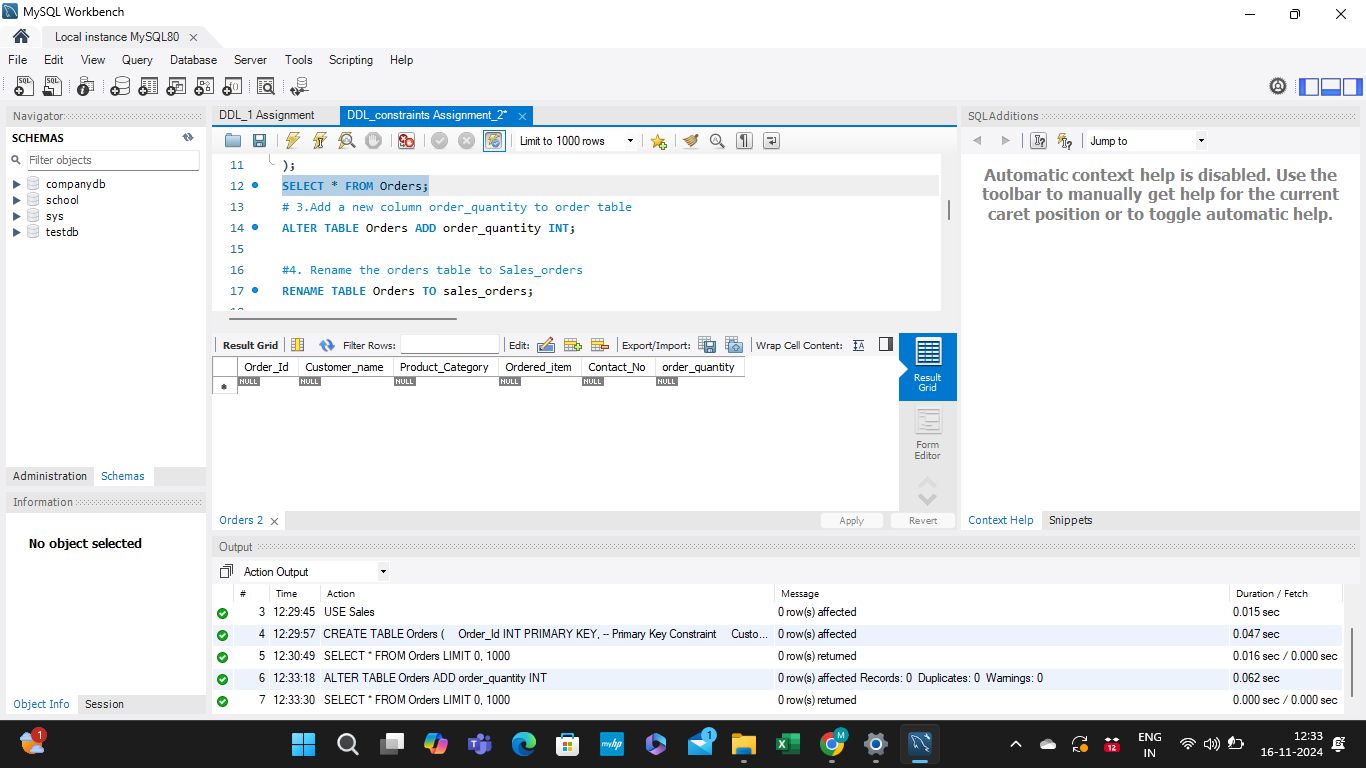 MySQL Workbench
Local instance MySQL80
File Edit View Query Database Server Tools Scripting Help
Navigator
SCHEMAS
Filter objects
companydb
school
sys
testdb
Administration Schemas
Information
No object selected
Object Info Session
DDL_1 Assignment DDL_constraints Assignment_2*
Limit to 1000 rows
11 );
12 SELECT * FROM Orders;
13 # 3.Add a new column order_quantity to order table
14 ALTER TABLE Orders ADD order_quantity INT;
15
16 #4. Rename the orders table to Sales_orders
17 RENAME TABLE Orders TO sales_orders;
Result Grid Filter Rows: Edit: Export/Import: Wrap Cell Content:
Order_Id Customer_name Product_Category Ordered_item Contact_No order_quantity
NULL NULL NULL NULL NULL NULL
Result Grid
Form Editor
Orders 2 Apply Revert
SQLAdditions
Jump to
Automatic context help is disabled. Use the
toolbar to manually get help for the current
caret position or to toggle automatic help.
Context Help Snippets
Output
Action Output
# Time Action Message Duration / Fetch
3 12:29:45 USE Sales 0 row(s) affected 0.015 sec
4 12:29:57 CREATE TABLE Orders ( Order_Id INT PRIMARY KEY, -- Primary Key Constraint Custo... 0 row(s) affected 0.047 sec
5 12:30:49 SELECT * FROM Orders LIMIT 0, 1000 0 row(s) returned 0.016 sec / 0.000 sec
6 12:33:18 ALTER TABLE Orders ADD order_quantity INT 0 row(s) affected Records: 0 Duplicates: 0 Warnings: 0 0.062 sec
7 12:33:30 SELECT * FROM Orders LIMIT 0, 1000 0 row(s) returned 0.000 sec / 0.000 sec
1
myhp
1
M
12
ENG
IN
12:33
16-11-2024